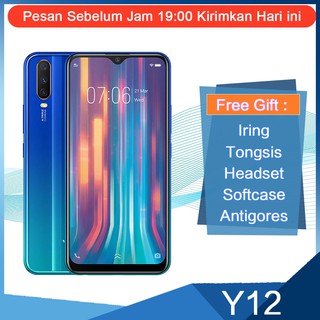 Pesan Sebelum Jam 19:00 Kirimkan Hari ini
Free Gift :
Iring
Tongsis
Headset
Softcase
Antigores
07:06
Y12